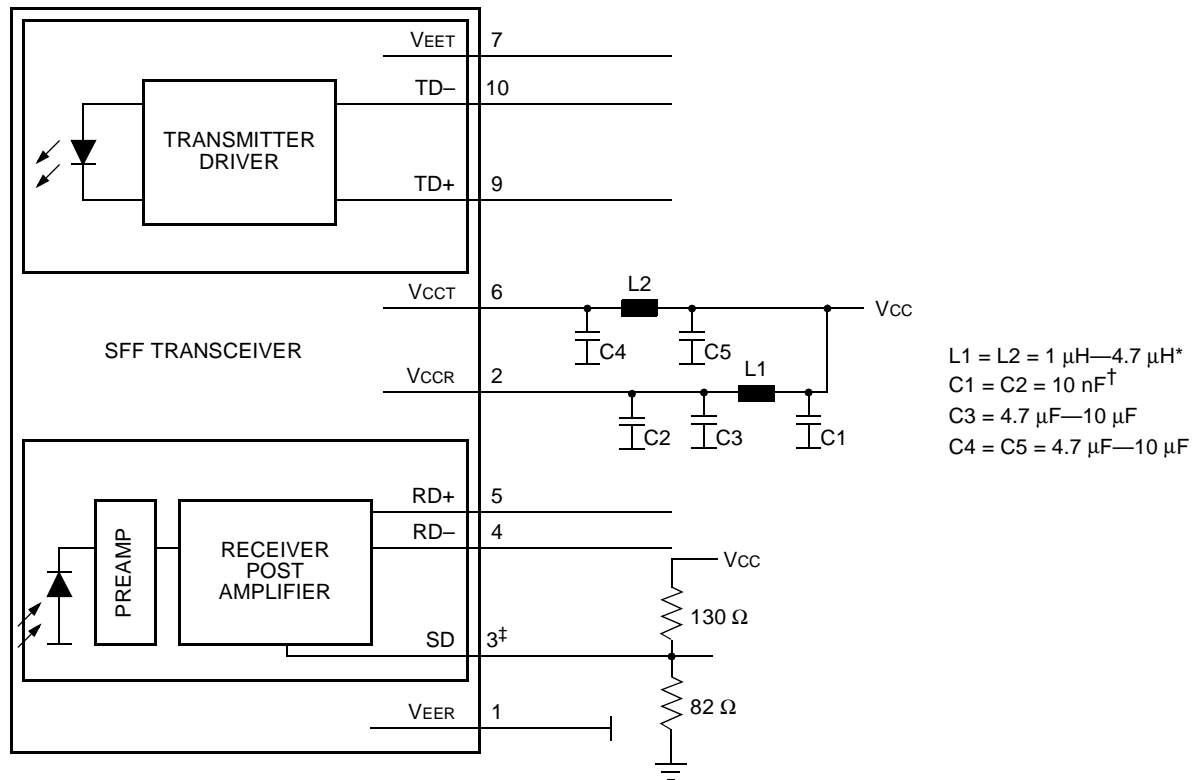 VEET 7
TD– 10
TRANSMITTER
DRIVER
TD+ 9
L2
VCCT 6
VCC
C4
C5
SFF TRANSCEIVER
L1
VCCR 2
C2
C3
C1
L1 = L2 = 1 μH—4.7 μH*
C1 = C2 = 10 nF†
C3 = 4.7 μF—10 μF
C4 = C5 = 4.7 μF—10 μF
RD+ 5
RD– 4
PREAMP
RECEIVER
POST
AMPLIFIER
VCC
130 Ω
SD 3‡
82 Ω
VEER 1